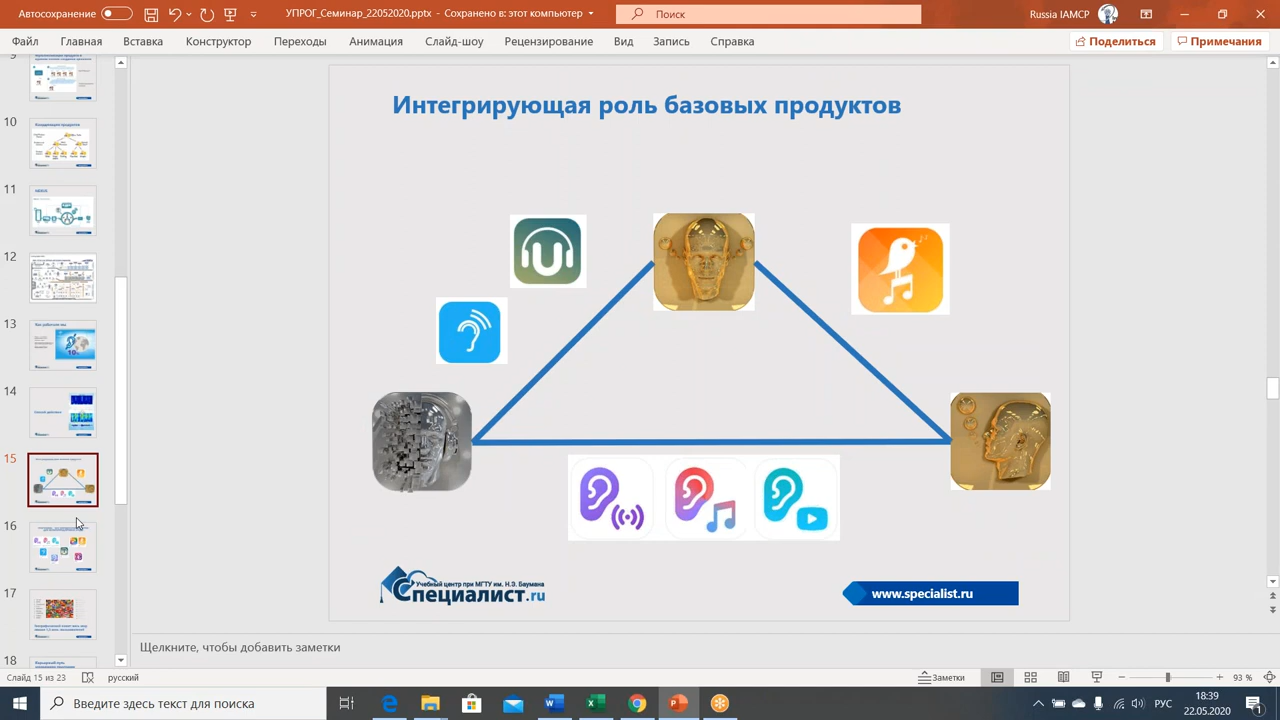 Автосохранение
УПРОГ_Семинар_22052020.pptx - Сохранено в: этот компьютер
Поиск
Russia IAMCP
Файл Главная Вставка Конструктор Переходы Анимация Слайд-шоу Рецензирование Вид Запись Справка
Поделиться
Примечания
Интегрирующая роль базовых продуктов
10
11
12
13
14
15
16
17
18
Учебный центр при МГТУ им. Н.Э. Баумана
Специалист.ru
www.specialist.ru
Щелкните, чтобы добавить заметки
Слайд 15 из 23
русский
Заметки
93 %
Введите здесь текст для поиска
РУС
18:39
22.05.2020